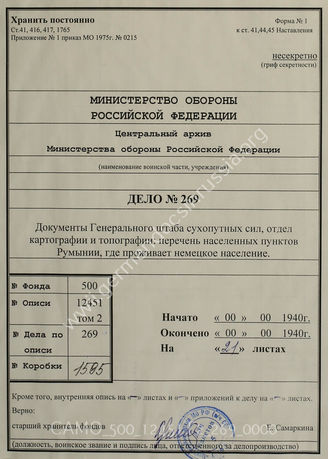 Хранить постоянно
Ст.41, 416, 417, 1765
Приложение № 1 приказ МО 1975г. № 0215
Форма № 1
к ст. 41,44,45 Наставления
несекретно
(гриф секретности)
МИНИСТЕРСТВО ОБОРОНЫ
РОССИЙСКОЙ ФЕДЕРАЦИИ
Центральный архив
Министерства обороны Российской Федерации
(наименование воинской части, учреждения)
ДЕЛО № 269
Документы Генерального штаба сухопутных сил, отдел
картографии и топографии: перечень населенных пунктов
Румынии, где проживает немецкое население.
№ Фонда 500
№ Описи 12451
том 2
№ Дела по описи 269
№ Коробки 1585
Начато « 00 » 00 1940г.
Окончено « 00 » 00 1940г.
На «21» листах
Кроме того, внутренняя опись на «—» листах и «—» приложений к делу на «—» листах.
Верно:
старший хранитель фондов
Е. Самаркина
(должность, воинское звание и подпись лица, ответственного за делопроизводство)
www.germandocsinrussia.org